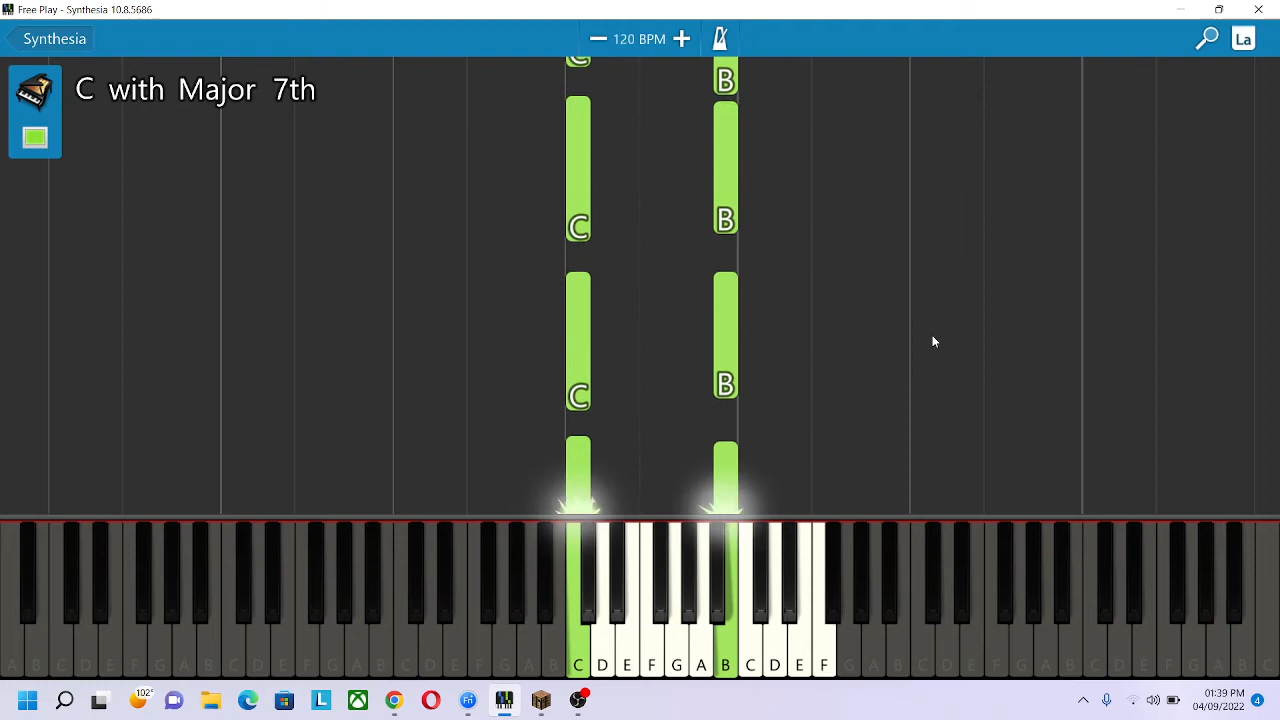 Free Play - Synthesia 10.8.5686
Synthesia
120 BPM
La
C with Major 7th
C B
C B
C B
A B C D E F G A B C D E F G A B C D E F G A B C D E F G A B C D E F G A B C D E F G A B C D E F G A B C
102°
L
Fn
01:39 PM
04/09/2022
4